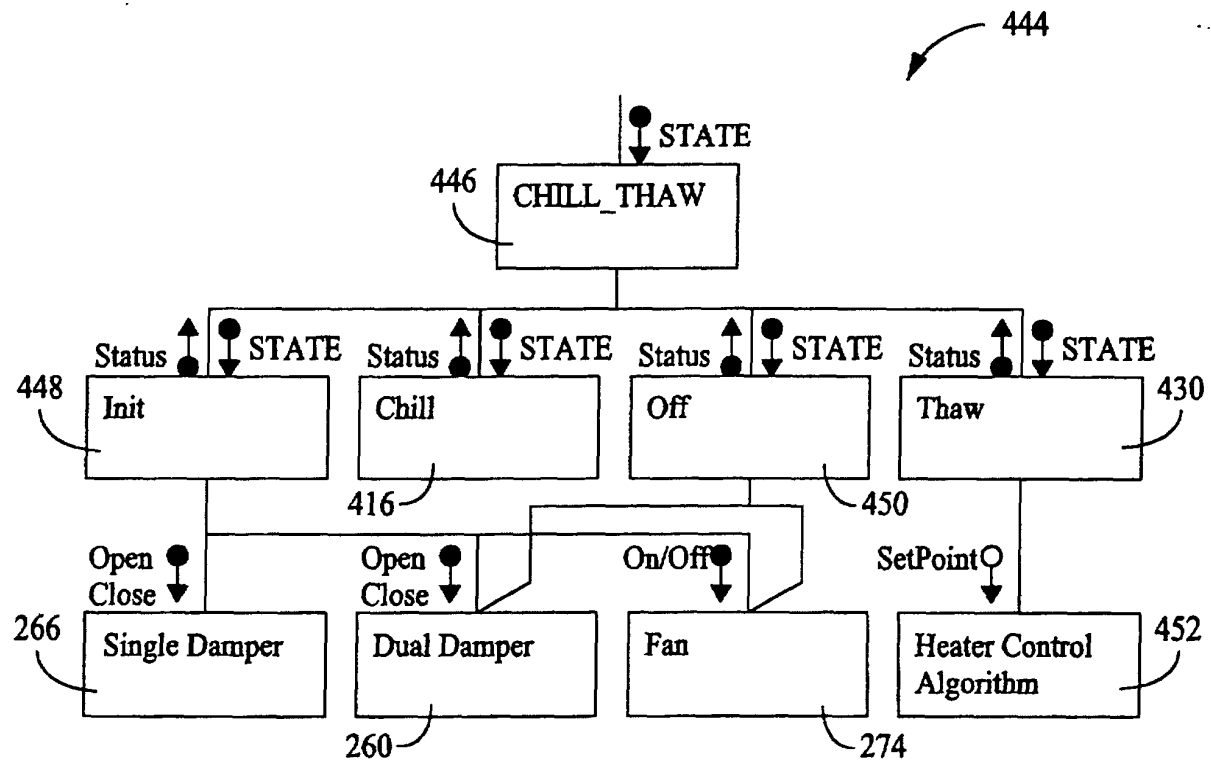 444
STATE
446
CHILL_THAW
Status
STATE
Status
STATE
Status
STATE
Status
STATE
448
Init
Chill
Off
Thaw
430
416
450
Open
Close
Open
Close
On/Off
SetPoint
266
Single Damper
Dual Damper
Fan
Heater Control
Algorithm
452
260
274